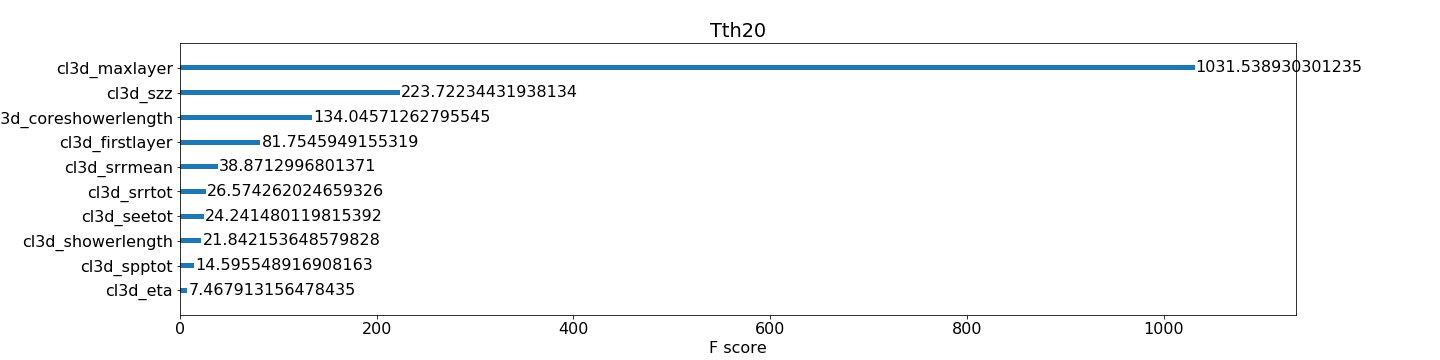 Tth20
cl3d_maxlayer 1031.538930301235
cl3d_szz 223.72234431938134
3d_coreshowerlength 134.04571262795545
cl3d_firstlayer 81.7545949155319
cl3d_srrmean 38.8712996801371
cl3d_srrtot 26.574262024659326
cl3d_seetot 24.241480119815392
cl3d_showerlength 21.842153648579828
cl3d_spptot 14.595548916908163
cl3d_eta 7.467913156478435
0 200 400 600 800 1000
F score